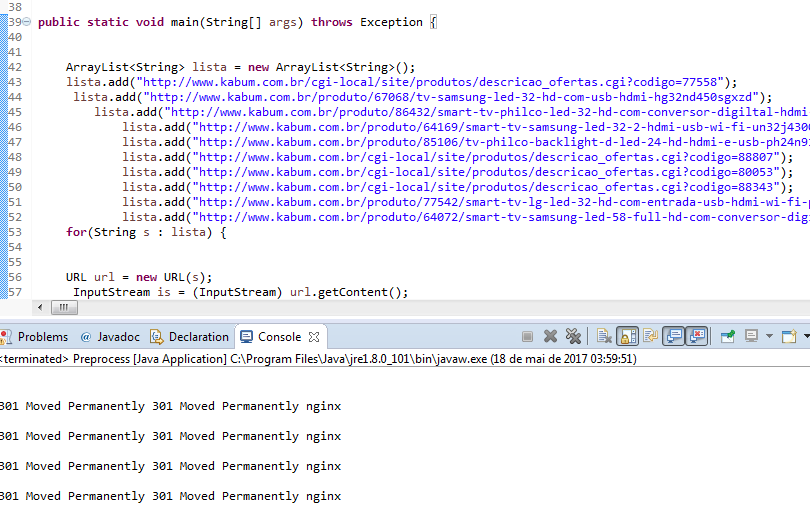 38
39 public static void main(String[] args) throws Exception {
40
41
42 ArrayList<String> lista = new ArrayList<String>();
43 lista.add("http://www.kabum.com.br/cgi-local/site/produtos/descricao_ofertas.cgi?codigo=77558");
44 lista.add("http://www.kabum.com.br/produto/67068/tv-samsung-led-32-hd-com-usb-hdmi-hg32nd450sgxzd");
45 lista.add("http://www.kabum.com.br/produto/86432/smart-tv-philco-led-32-hd-com-conversor-digiltal-hdmi-
46 lista.add("http://www.kabum.com.br/produto/64169/smart-tv-samsung-led-32-2-hdmi-usb-wi-fi-un32j430
47 lista.add("http://www.kabum.com.br/produto/85106/tv-philco-backlight-d-led-24-hd-hdmi-e-usb-ph24n9
48 lista.add("http://www.kabum.com.br/cgi-local/site/produtos/descricao_ofertas.cgi?codigo=88807");
49 lista.add("http://www.kabum.com.br/cgi-local/site/produtos/descricao_ofertas.cgi?codigo=80053");
50 lista.add("http://www.kabum.com.br/cgi-local/site/produtos/descricao_ofertas.cgi?codigo=88343");
51 lista.add("http://www.kabum.com.br/produto/77542/smart-tv-lg-led-32-hd-com-entrada-usb-hdmi-wi-fi-p
52 lista.add("http://www.kabum.com.br/produto/64072/smart-tv-samsung-led-58-full-hd-com-conversor-dig
53 for(String s : lista) {
54
55
56 URL url = new URL(s);
57 InputStream is = (InputStream) url.getContent();
Problems @ Javadoc Declaration Console
<terminated> Preprocess [Java Application] C:\Program Files\Java\jre1.8.0_101\bin\javaw.exe (18 de mai de 2017 03:59:51)
301 Moved Permanently 301 Moved Permanently nginx
301 Moved Permanently 301 Moved Permanently nginx
301 Moved Permanently 301 Moved Permanently nginx
301 Moved Permanently 301 Moved Permanently nginx